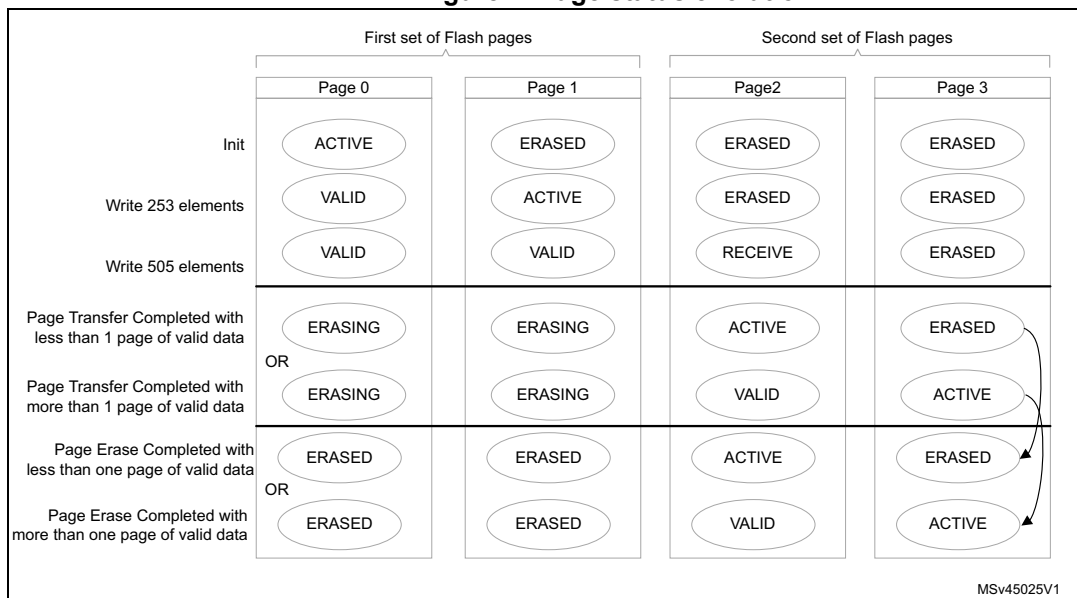 First set of Flash pages Second set of Flash pages
Page 0 Page 1 Page2 Page 3
Init ACTIVE ERASED ERASED ERASED
Write 253 elements VALID ACTIVE ERASED ERASED
Write 505 elements VALID VALID RECEIVE ERASED
Page Transfer Completed with
less than 1 page of valid data ERASING ERASING ACTIVE ERASED
OR
Page Transfer Completed with
more than 1 page of valid data ERASING ERASING VALID ACTIVE
Page Erase Completed with
less than one page of valid data ERASED ERASED ACTIVE ERASED
OR
Page Erase Completed with
more than one page of valid data ERASED ERASED VALID ACTIVE
MSv45025V1